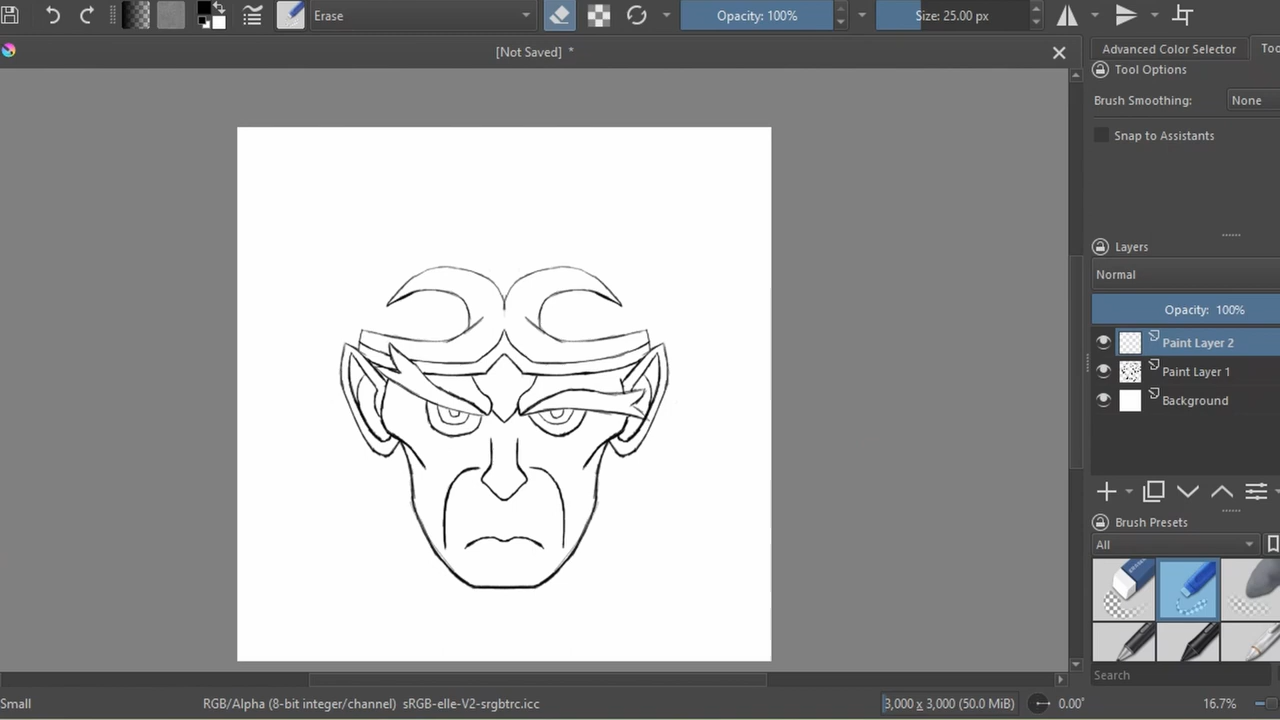 Erase
Opacity: 100%
Size: 25.00 px
[Not Saved] *
Advanced Color Selector
Too
Tool Options
Brush Smoothing: None
Snap to Assistants
Layers
Normal
Opacity: 100%
Paint Layer 2
Paint Layer 1
Background
Brush Presets
All
Search
Small RGB/Alpha (8-bit integer/channel) sRGB-elle-V2-srgbtrc.icc 3,000 x 3,000 (50.0 MiB) 0.00° 16.7%